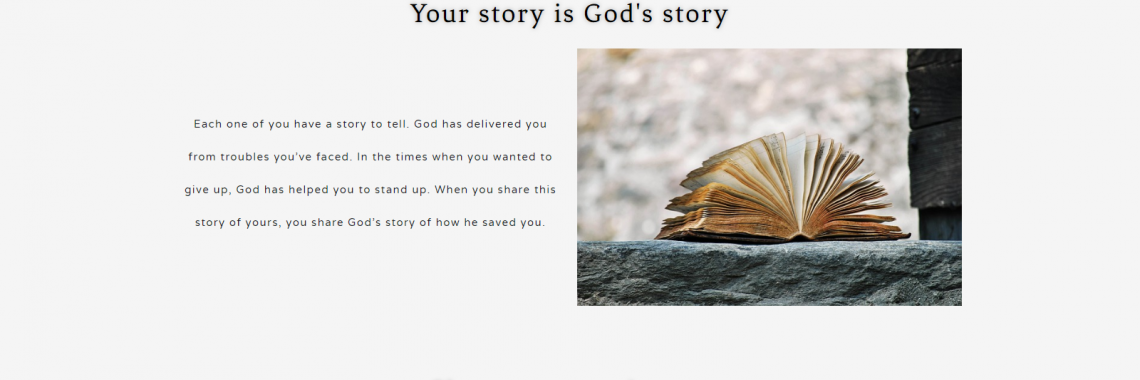 Your story is God's story
Each one of you have a story to tell. God has delivered you
from troubles you've faced. In the times when you wanted to
give up, God has helped you to stand up. When you share this
story of yours, you share God's story of how he saved you.